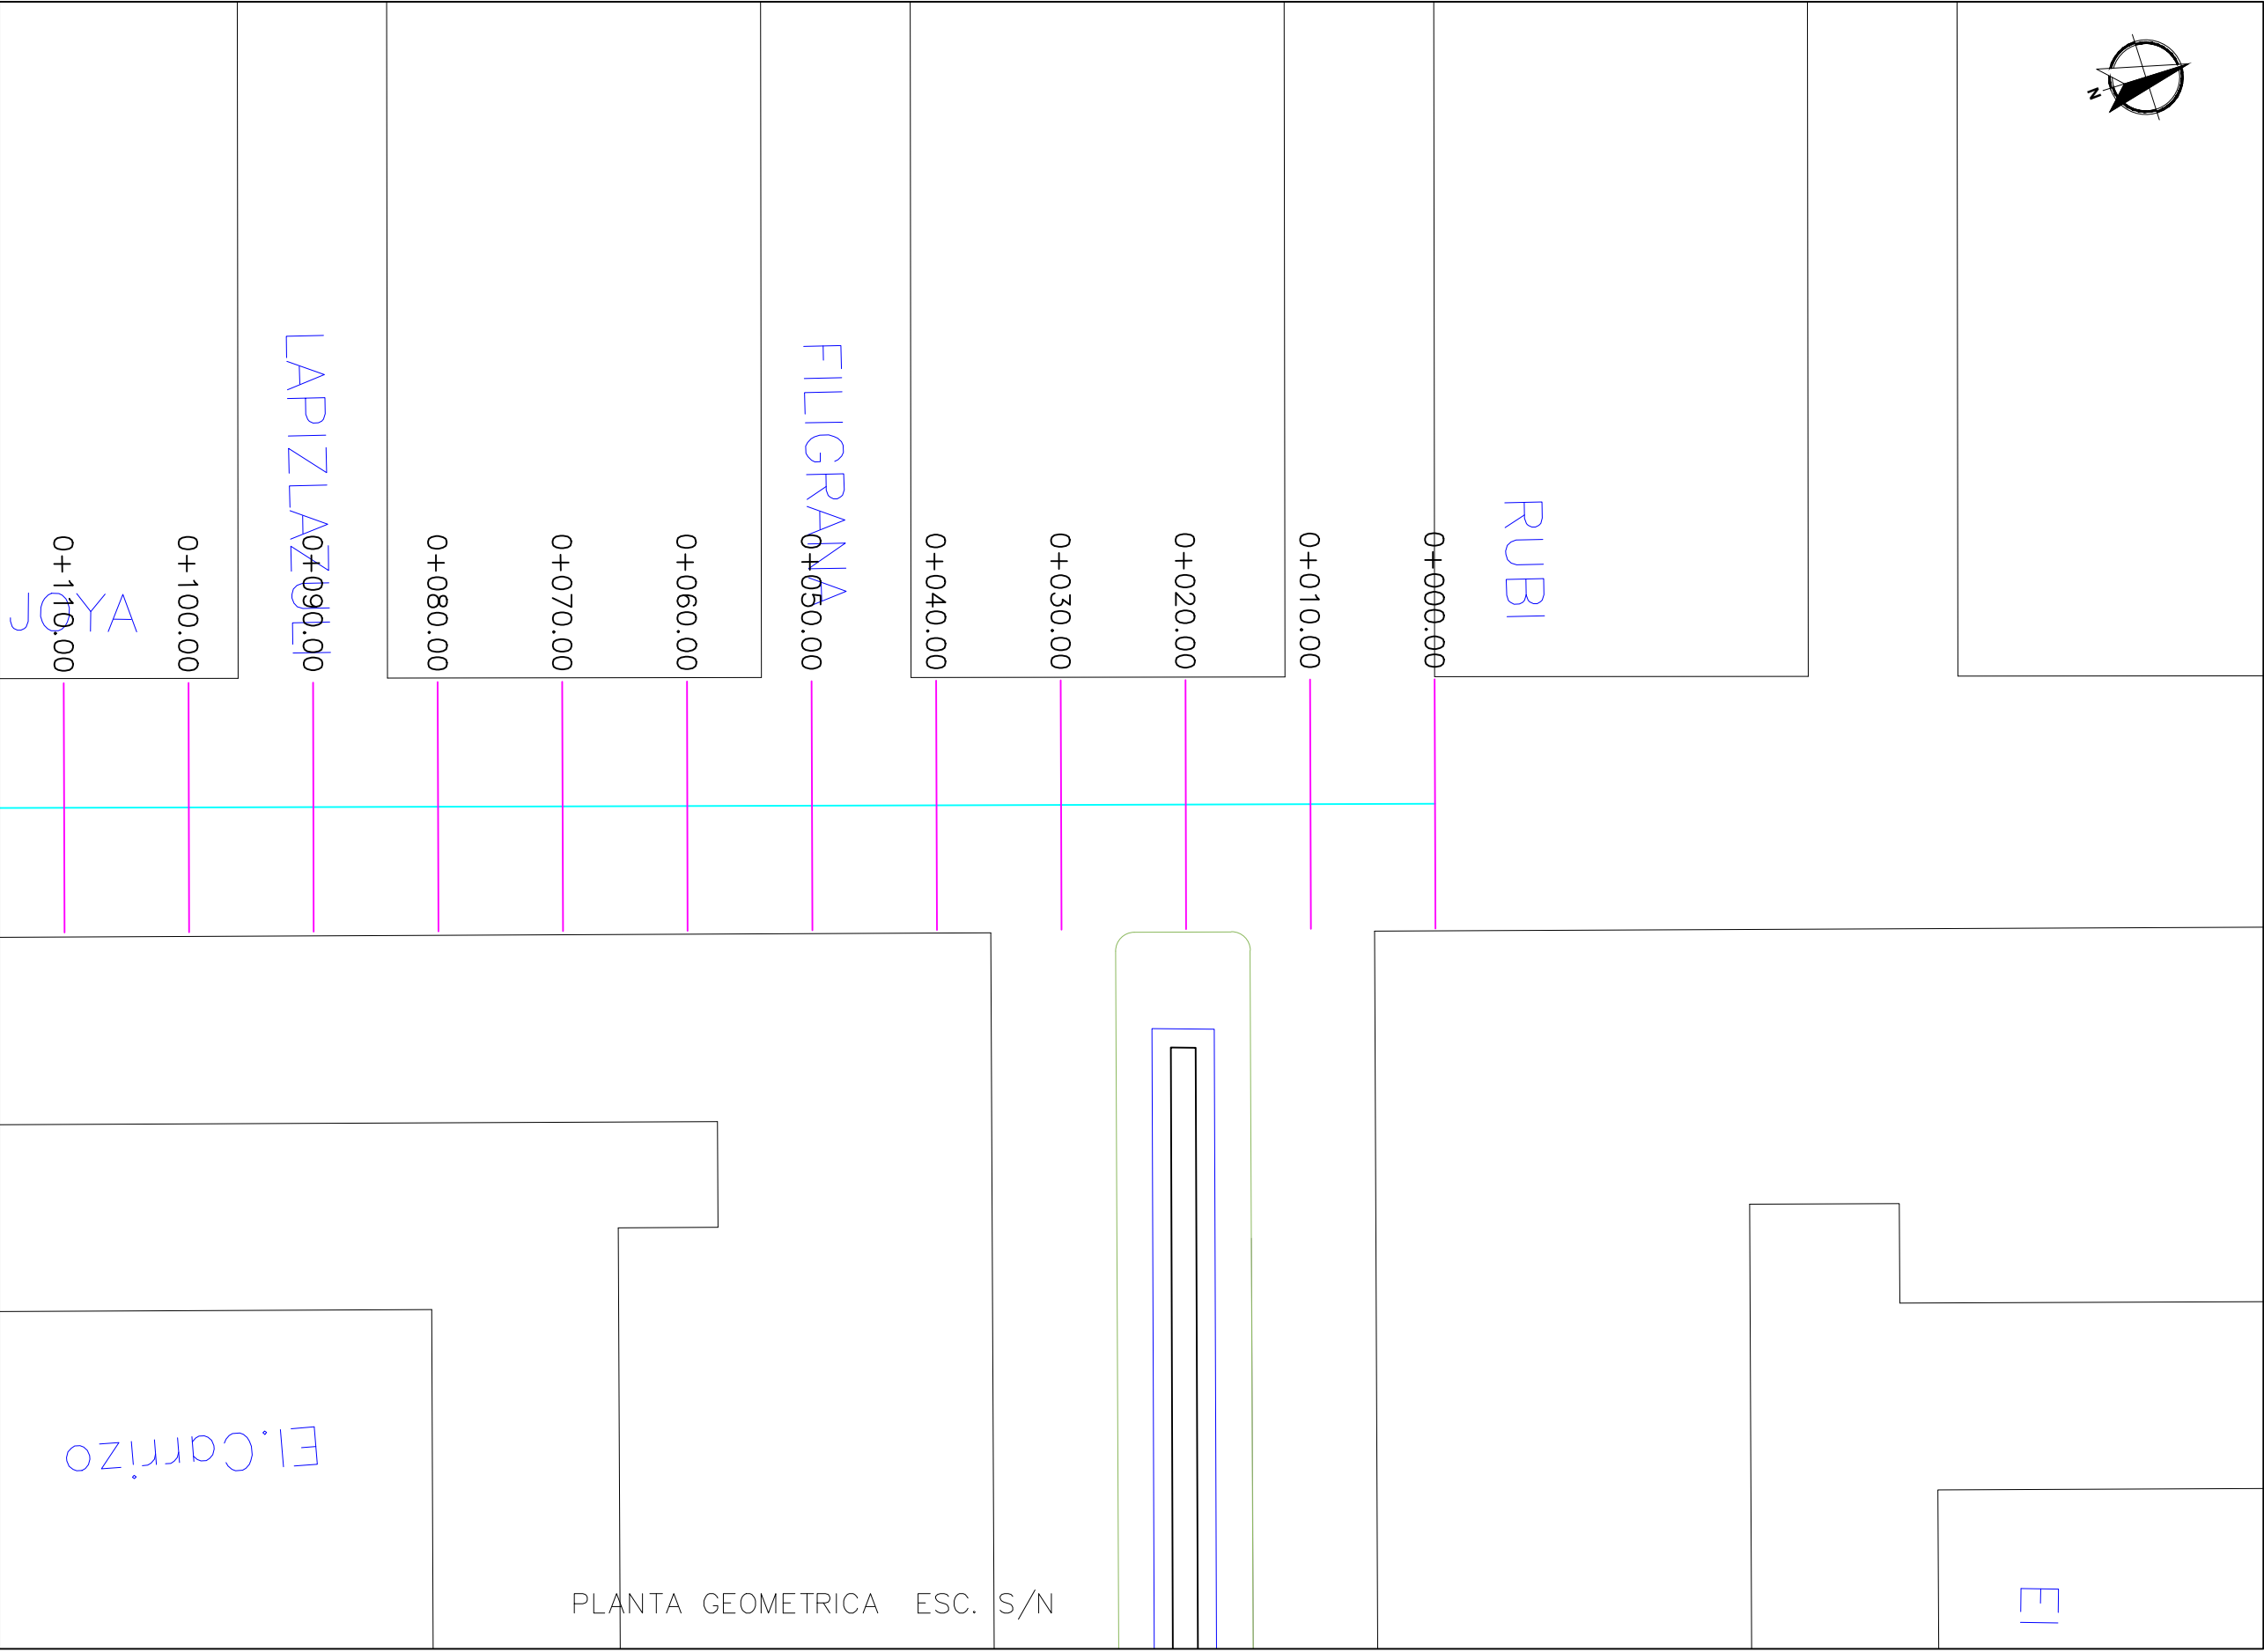 N
LAPIZLAZULI
FILIGRANA
RUBI
JOYA
0+110.00
0+100.00
0+090.00
0+080.00
0+070.00
0+060.00
0+050.00
0+040.00
0+030.00
0+020.00
0+010.00
0+000.00
El.Carrizo
El
PLANTA GEOMETRICA ESC. S/N